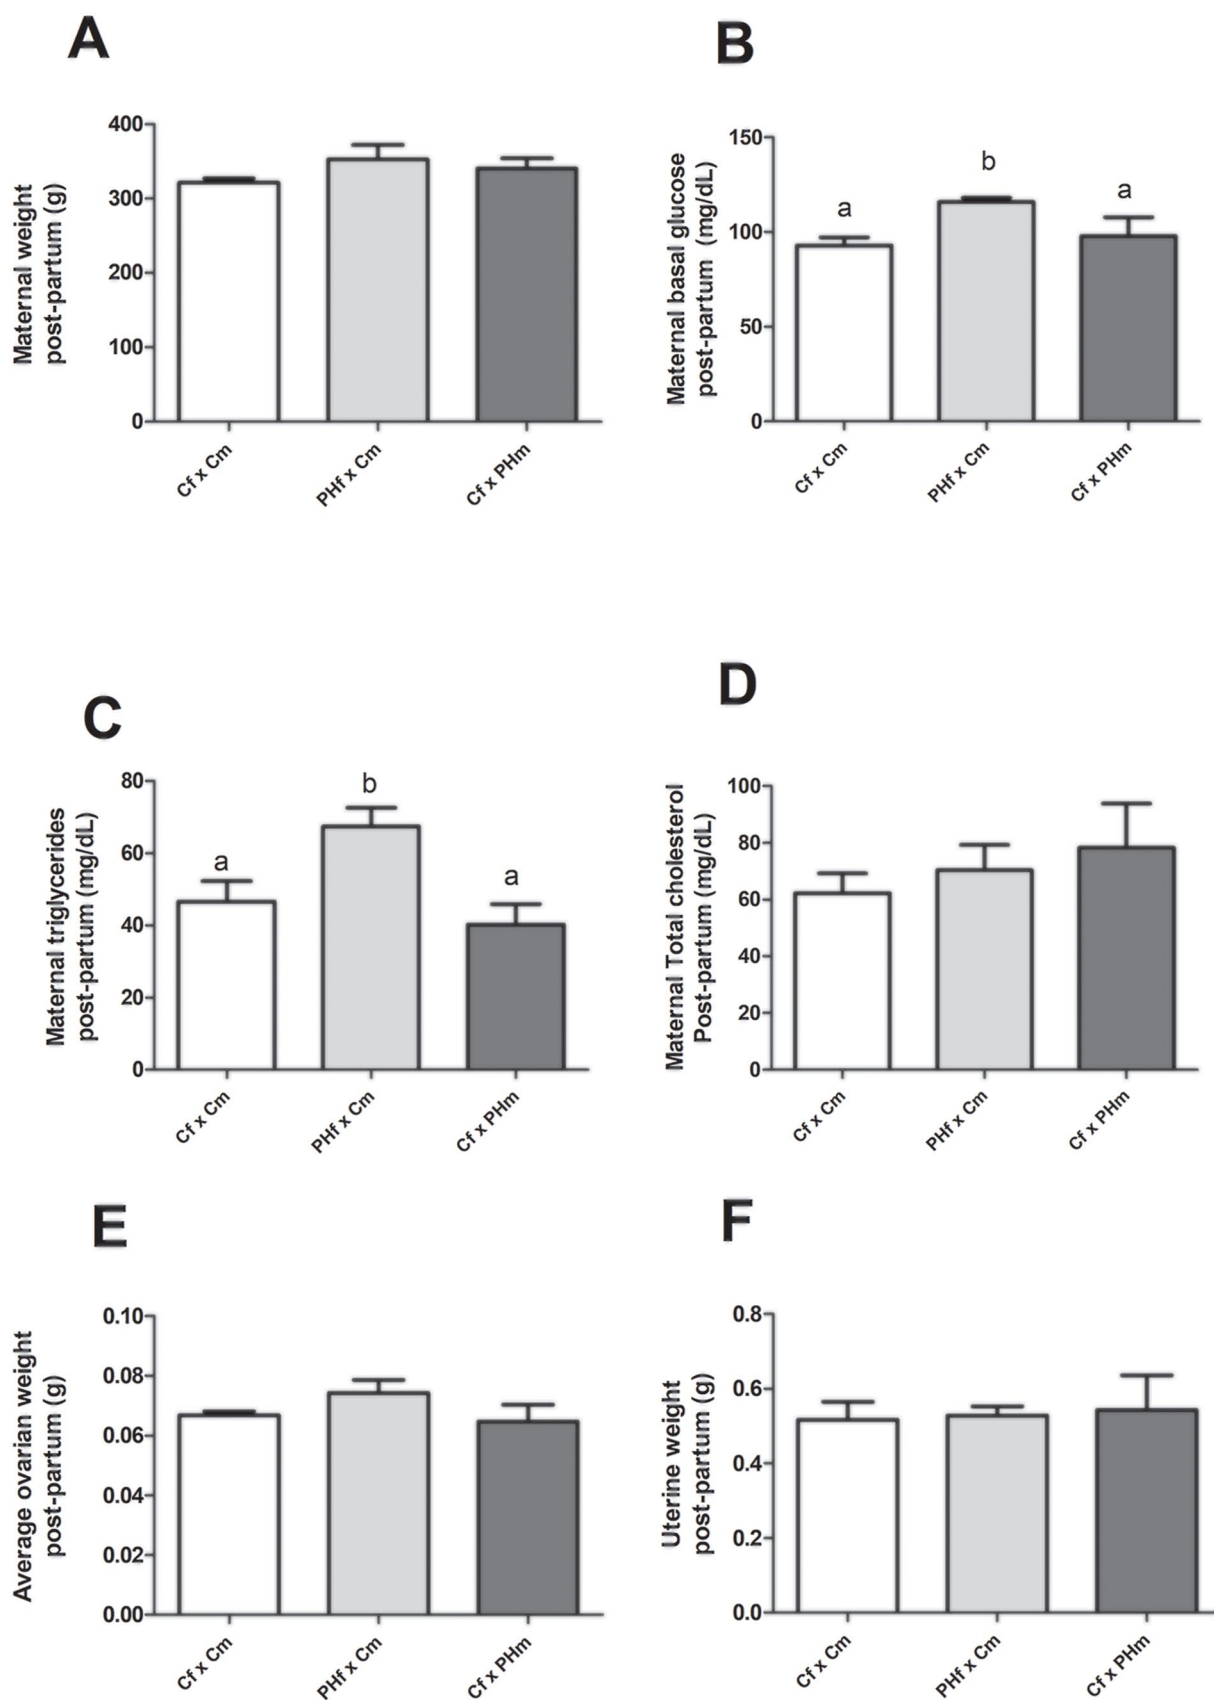 A
Maternal weight
post-partum (g)
400
300
200
100
0
Cf x Cm
PHf x Cm
Cf x PHm
B
Maternal basal glucose
post-partum (mg/dL)
150
100
50
0
a
b
a
Cf x Cm
PHf x Cm
Cf x PHm
C
Maternal triglycerides
post-partum (mg/dL)
80
60
40
20
0
a
b
a
Cf x Cm
PHf x Cm
Cf x PHm
D
Maternal Total cholesterol
Post-partum (mg/dL)
100
80
60
40
20
0
Cf x Cm
PHf x Cm
Cf x PHm
E
Average ovarian weight
post-partum (g)
0.10
0.08
0.06
0.04
0.02
0.00
Cf x Cm
PHf x Cm
Cf x PHm
F
Uterine weight
post-partum (g)
0.8
0.6
0.4
0.2
0.0
Cf x Cm
PHf x Cm
Cf x PHm